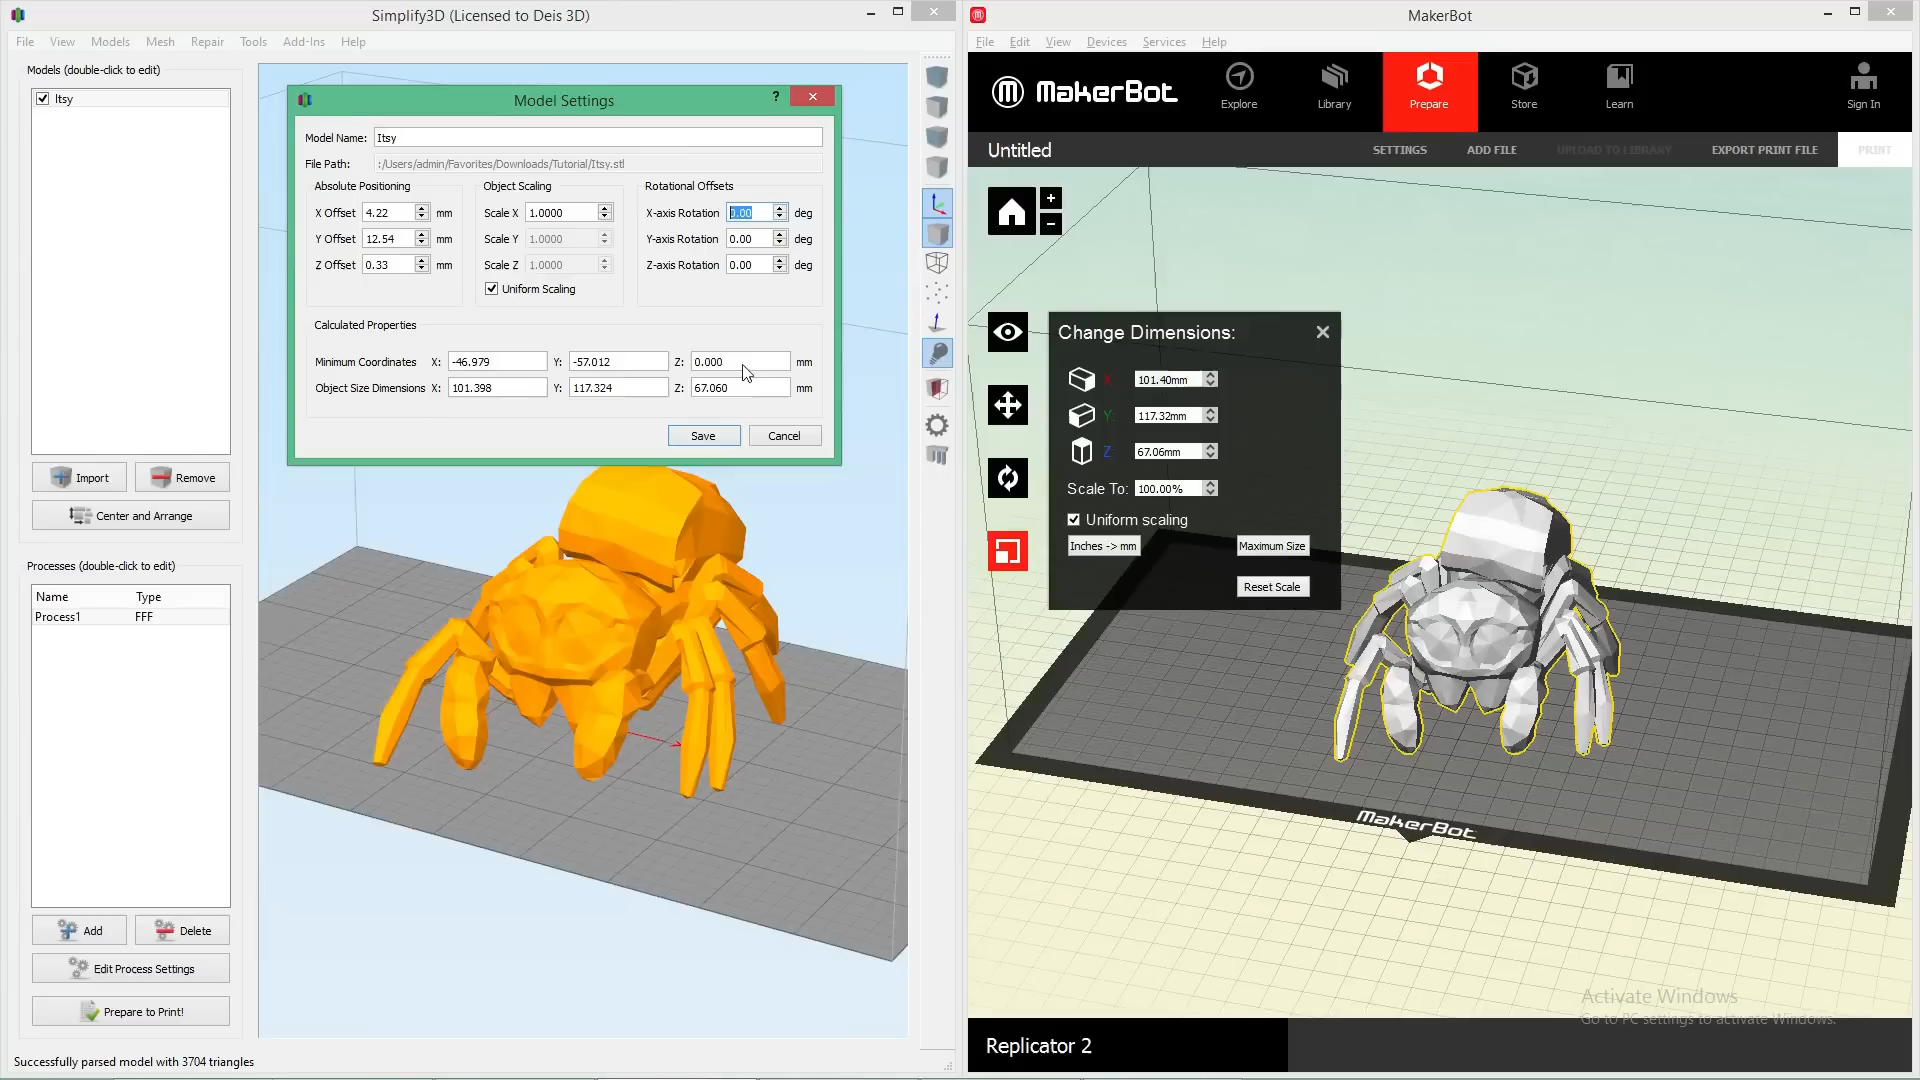 Simplify3D (Licensed to Deis 3D)
File View Models Mesh Repair Tools Add-Ins Help
Models (double-click to edit)
Itsy
Import Remove
Center and Arrange
Processes (double-click to edit)
Name Type
Process1 FFF
Add Delete
Edit Process Settings
Prepare to Print!
Successfully parsed model with 3704 triangles
Model Settings
?
Model Name: Itsy
File Path: :/Users/admin/Favorites/Downloads/Tutorial/Itsy.stl
Absolute Positioning Object Scaling Rotational Offsets
X Offset 4.22 mm Scale X 1.0000 X-axis Rotation 0.00 deg
Y Offset 12.54 mm Scale Y 1.0000 Y-axis Rotation 0.00 deg
Z Offset 0.33 mm Scale Z 1.0000 Z-axis Rotation 0.00 deg
Uniform Scaling
Calculated Properties
Minimum Coordinates X: -46.979 Y: -57.012 Z: 0.000 mm
Object Size Dimensions X: 101.398 Y: 117.324 Z: 67.060 mm
Save Cancel
MakerBot
File Edit View Devices Services Help
MakerBot
Explore Library Prepare Store Learn Sign In
Untitled SETTINGS ADD FILE UPLOAD TO LIBRARY EXPORT PRINT FILE PRINT
+
-
Change Dimensions:
X: 101.40mm
Y: 117.32mm
Z: 67.06mm
Scale To: 100.00%
Uniform scaling
Inches -> mm Maximum Size
Reset Scale
MakerBot
Activate Windows
Go to PC settings to activate Windows.
Replicator 2